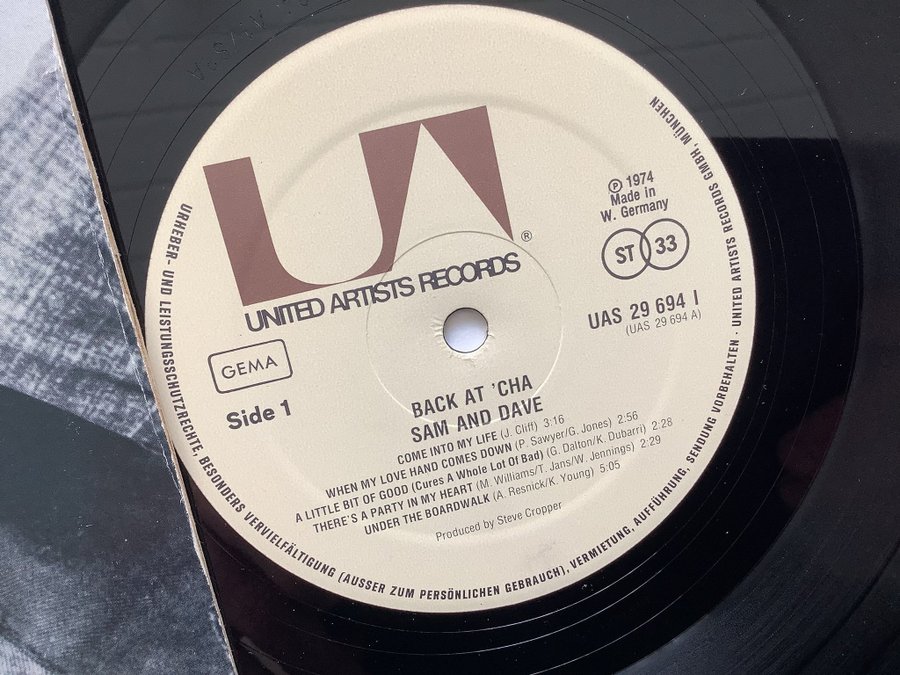 UA
®
UNITED ARTISTS RECORDS
℗ 1974
Made in
W. Germany
ST 33
UAS 29 694 I
(UAS 29 694 A)
GEMA
Side 1
BACK AT 'CHA
SAM AND DAVE
COME INTO MY LIFE (J. Cliff) 3:16
WHEN MY LOVE HAND COMES DOWN (P. Sawyer/G. Jones) 2:56
A LITTLE BIT OF GOOD (Cures A Whole Lot Of Bad) (G. Dalton/K. Dubarri) 2:28
THERE'S A PARTY IN MY HEART (M. Williams/T. Jans/W. Jennings) 2:29
UNDER THE BOARDWALK (A. Resnick/K. Young) 5:05
Produced by Steve Cropper
URHEBER- UND LEISTUNGSSCHUTZRECHTE, BESONDERS VERVIELFÄLTIGUNG (AUSSER ZUM PERSÖNLICHEN GEBRAUCH), VERMIETUNG, AUFFÜHRUNG, SENDUNG VORBEHALTEN · UNITED ARTISTS RECORDS GMBH, MÜNCHEN